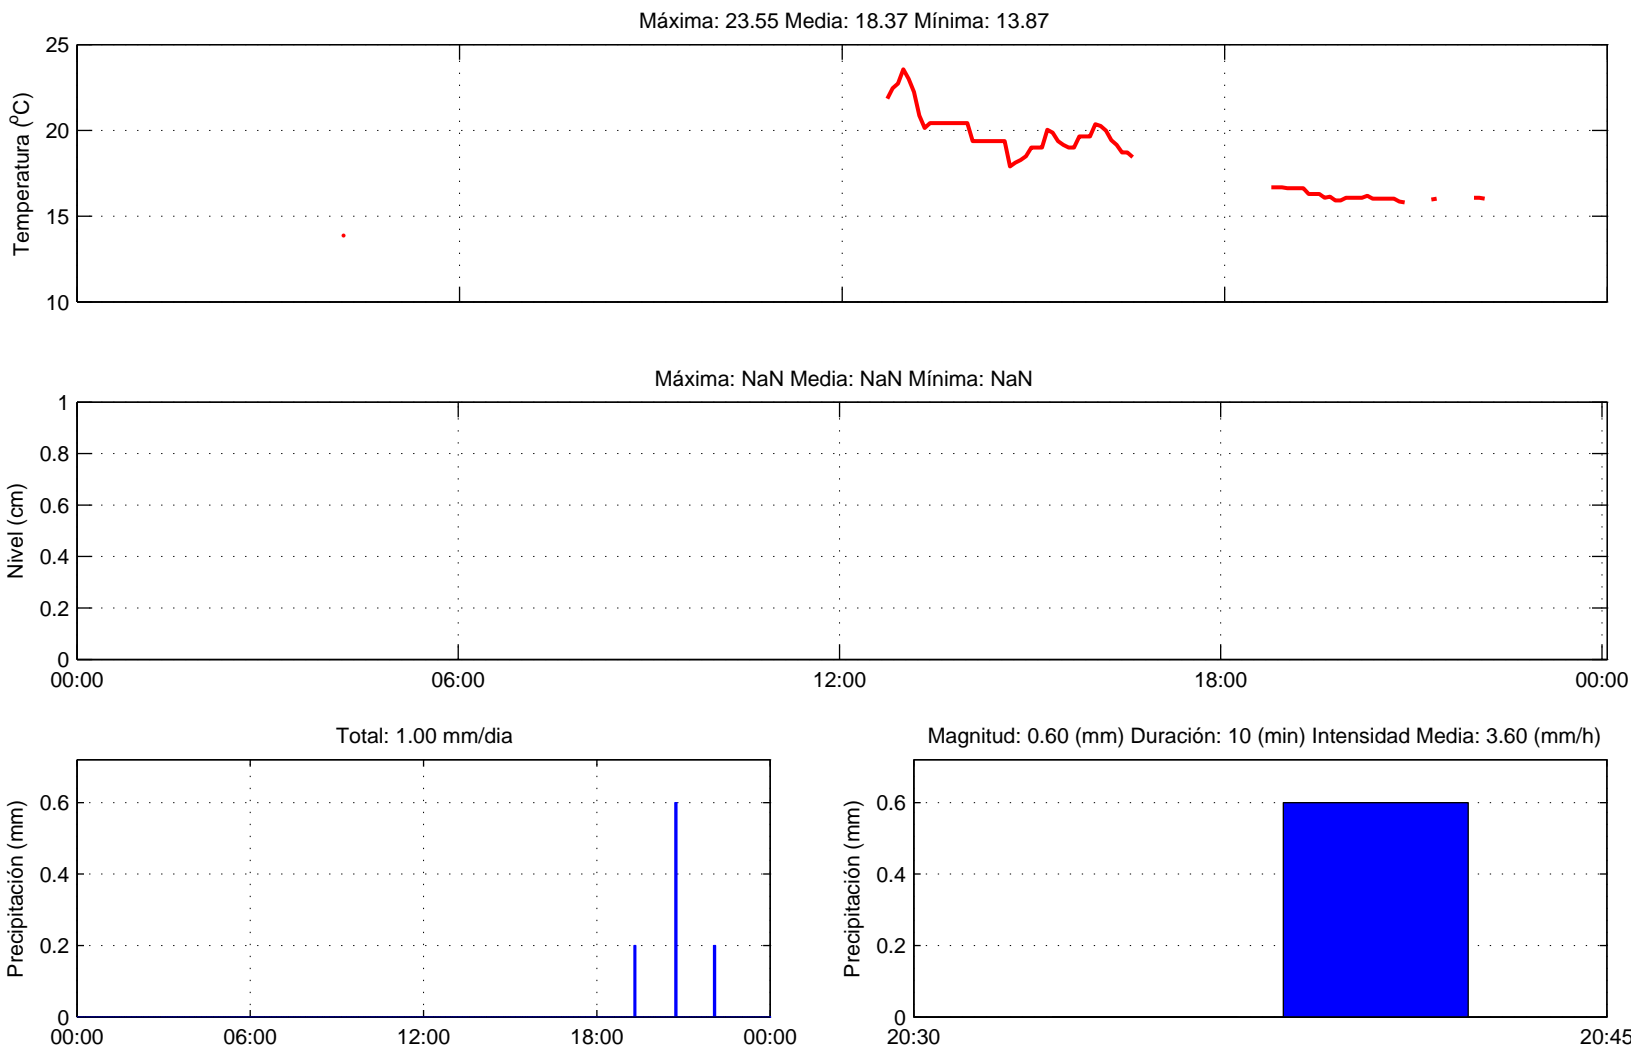 Máxima: 23.55 Media: 18.37 Mínima: 13.87
Temperatura (ºC)
25
20
15
10
Máxima: NaN Media: NaN Mínima: NaN
Nivel (cm)
1
0.8
0.6
0.4
0.2
0
00:00 06:00 12:00 18:00 00:00
Total: 1.00 mm/dia
Precipitación (mm)
0.6
0.4
0.2
0
00:00 06:00 12:00 18:00 00:00
Magnitud: 0.60 (mm) Duración: 10 (min) Intensidad Media: 3.60 (mm/h)
Precipitación (mm)
0.6
0.4
0.2
0
20:30 20:45